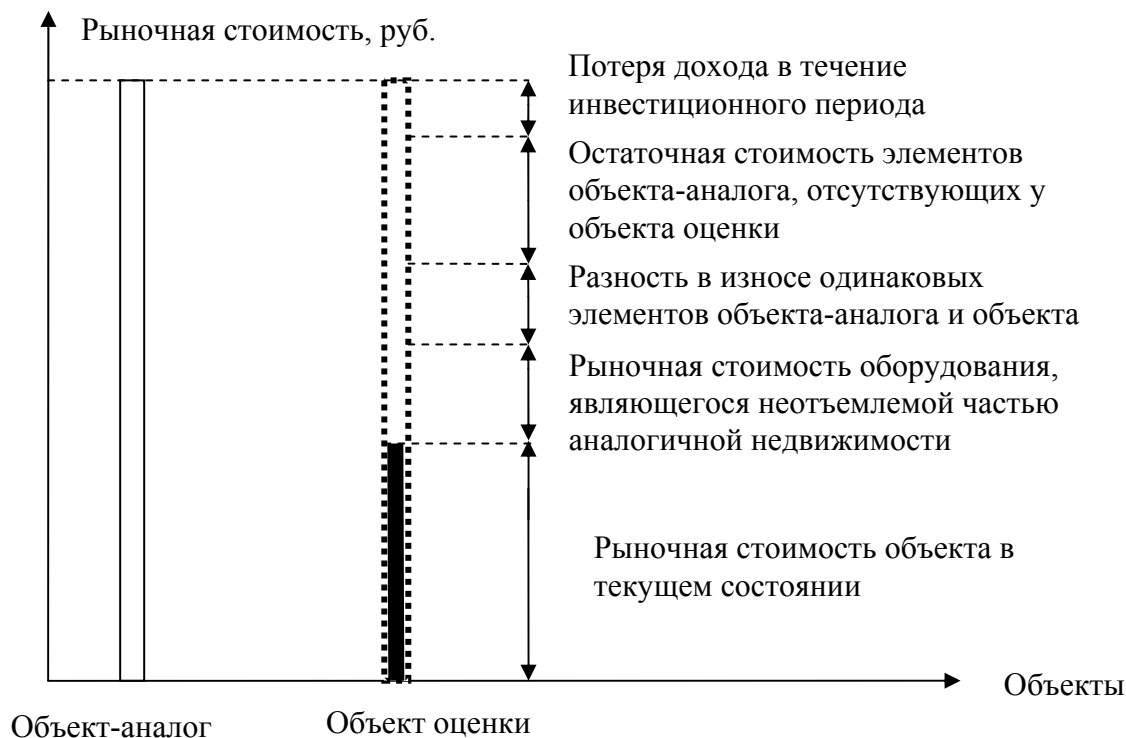 Рыночная стоимость, руб.
Потеря дохода в течение
инвестиционного периода
Остаточная стоимость элементов
объекта-аналога, отсутствующих у
объекта оценки
Разность в износе одинаковых
элементов объекта-аналога и объекта
Рыночная стоимость оборудования,
являющегося неотъемлемой частью
аналогичной недвижимости
Рыночная стоимость объекта в
текущем состоянии
Объекты
Объект-аналог
Объект оценки